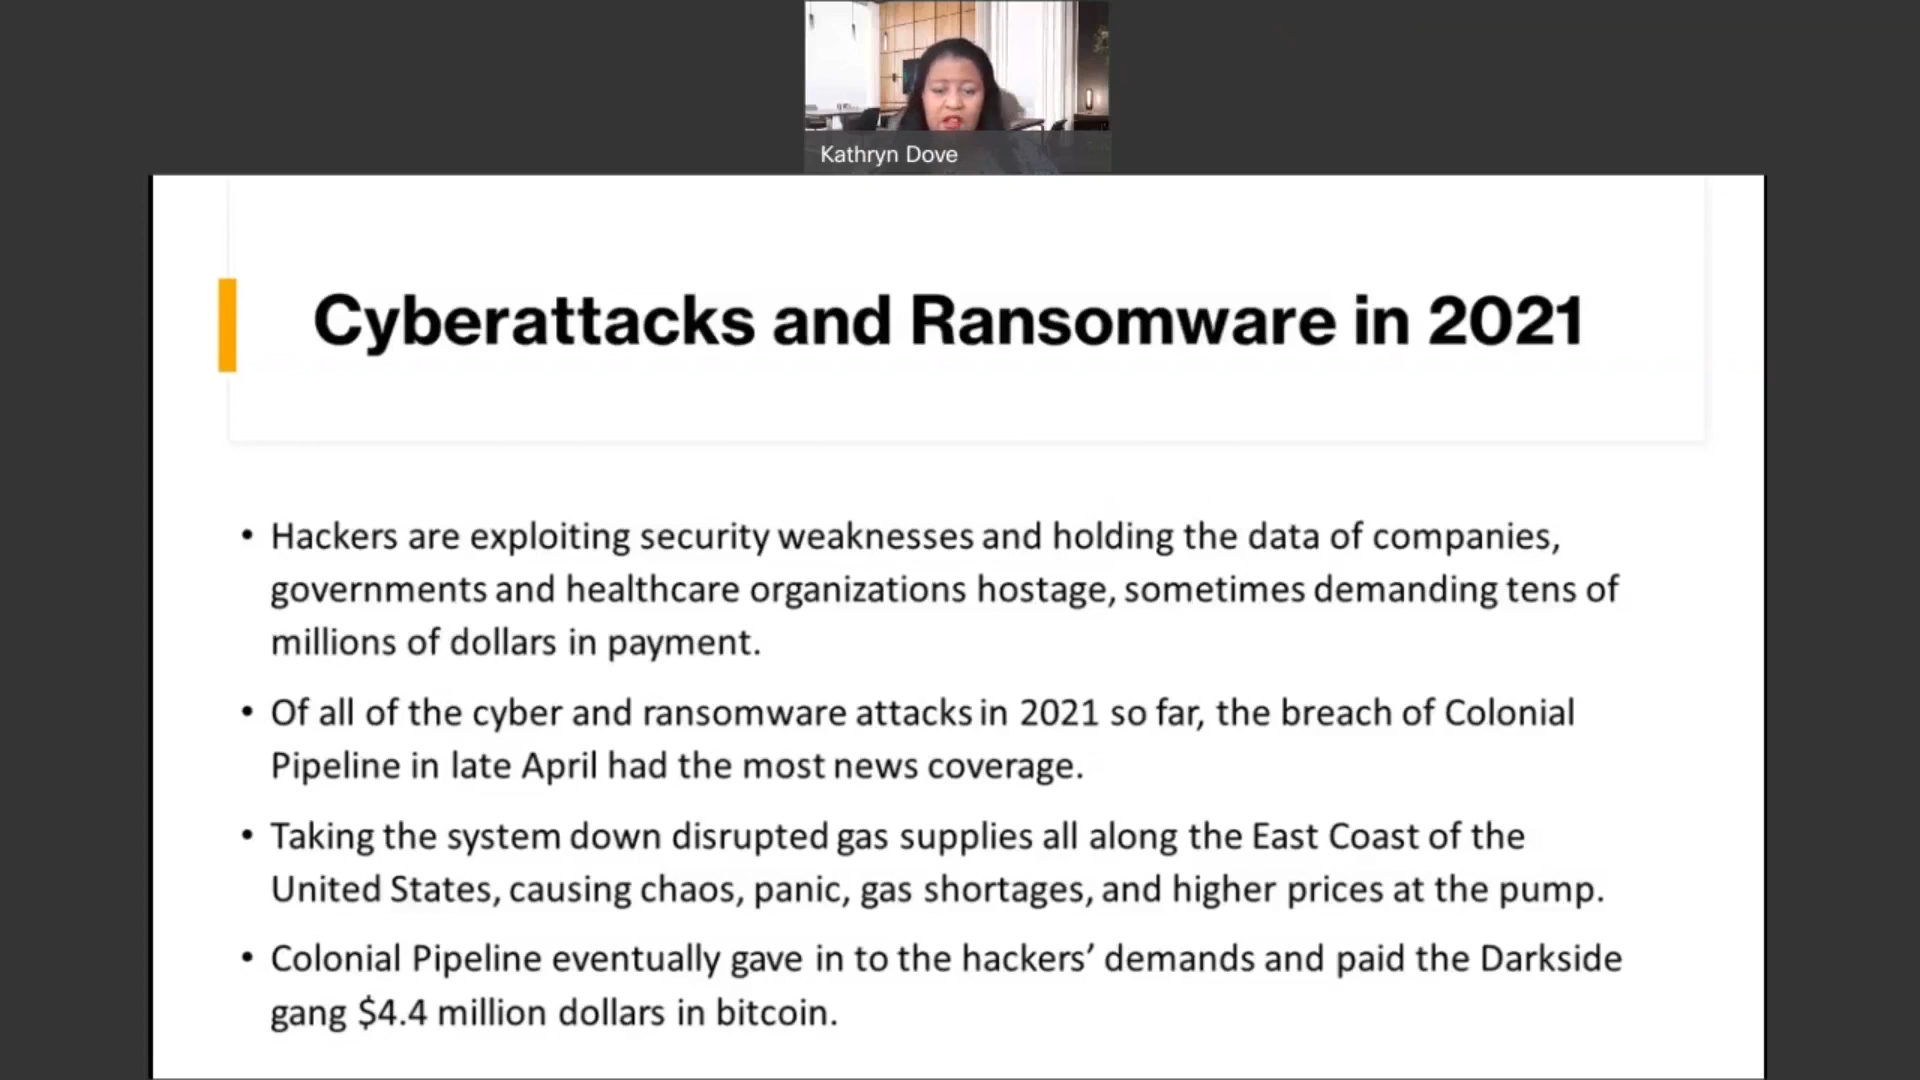 Kathryn Dove
Cyberattacks and Ransomware in 2021
• Hackers are exploiting security weaknesses and holding the data of companies,
governments and healthcare organizations hostage, sometimes demanding tens of
millions of dollars in payment.
• Of all of the cyber and ransomware attacks in 2021 so far, the breach of Colonial
Pipeline in late April had the most news coverage.
• Taking the system down disrupted gas supplies all along the East Coast of the
United States, causing chaos, panic, gas shortages, and higher prices at the pump.
• Colonial Pipeline eventually gave in to the hackers’ demands and paid the Darkside
gang $4.4 million dollars in bitcoin.